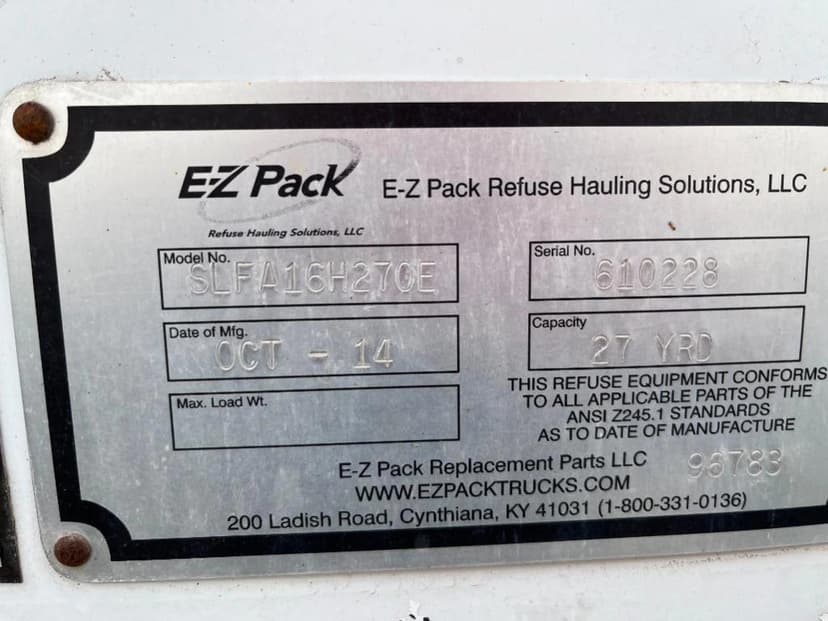 E-Z Pack
Refuse Hauling Solutions, LLC
E-Z Pack Refuse Hauling Solutions, LLC
Model No.
SLFA16H270E
Serial No.
610228
Date of Mfg.
OCT - 14
Capacity
27 YRD
Max. Load Wt.
THIS REFUSE EQUIPMENT CONFORMS
TO ALL APPLICABLE PARTS OF THE
ANSI Z245.1 STANDARDS
AS TO DATE OF MANUFACTURE
E-Z Pack Replacement Parts LLC
96783
WWW.EZPACKTRUCKS.COM
200 Ladish Road, Cynthiana, KY 41031 (1-800-331-0136)